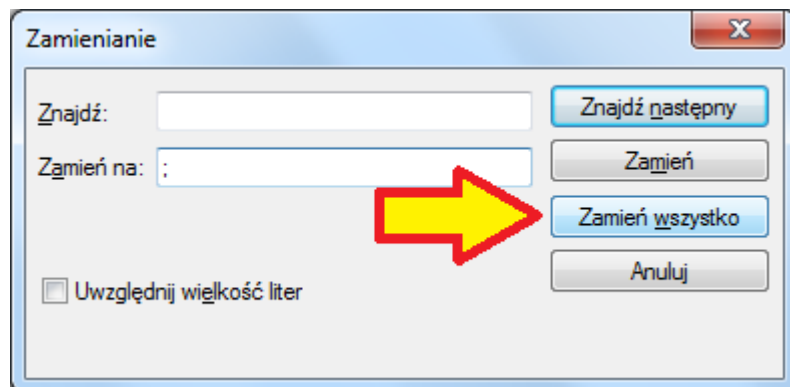 Zamienianie
Znajdź:
Znajdź następny
Zamień na: ;
Zamień
Zamień wszystko
Uwzględnij wielkość liter
Anuluj